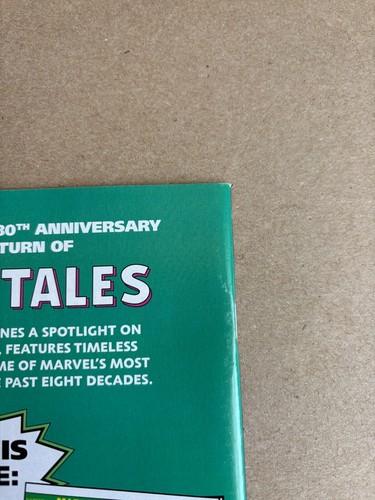 80TH ANNIVERSARY
TURN OF
TALES
NES A SPOTLIGHT ON
, FEATURES TIMELESS
ME OF MARVEL'S MOST
E PAST EIGHT DECADES.
IS
E: